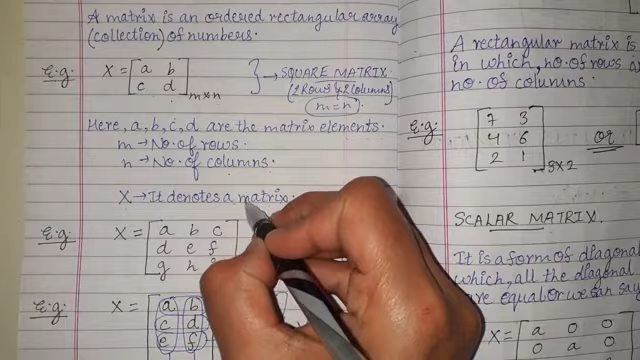 A matrix is an ordered rectangular array
(collection) of numbers.
E.g. X = [a b
c d] m×n } → SQUARE MATRIX
(2 Rows & 2 Columns)
m=n
Here, a, b, c, d are the matrix elements.
m → No. of rows
n → No. of columns.
X → It denotes a matrix.
E.g. X = [a b c
d e f
g h i
E.g. X = [a b
c d
e f
A rectangular matrix is
in which, no. of rows
no. of columns.
E.g. [7 3
4 6
2 1] 3×2 or
SCALAR MATRIX.
It is a form of diagonal
which, all the diagonal
are equal or we can say
X = [a 0 0
0 a 0